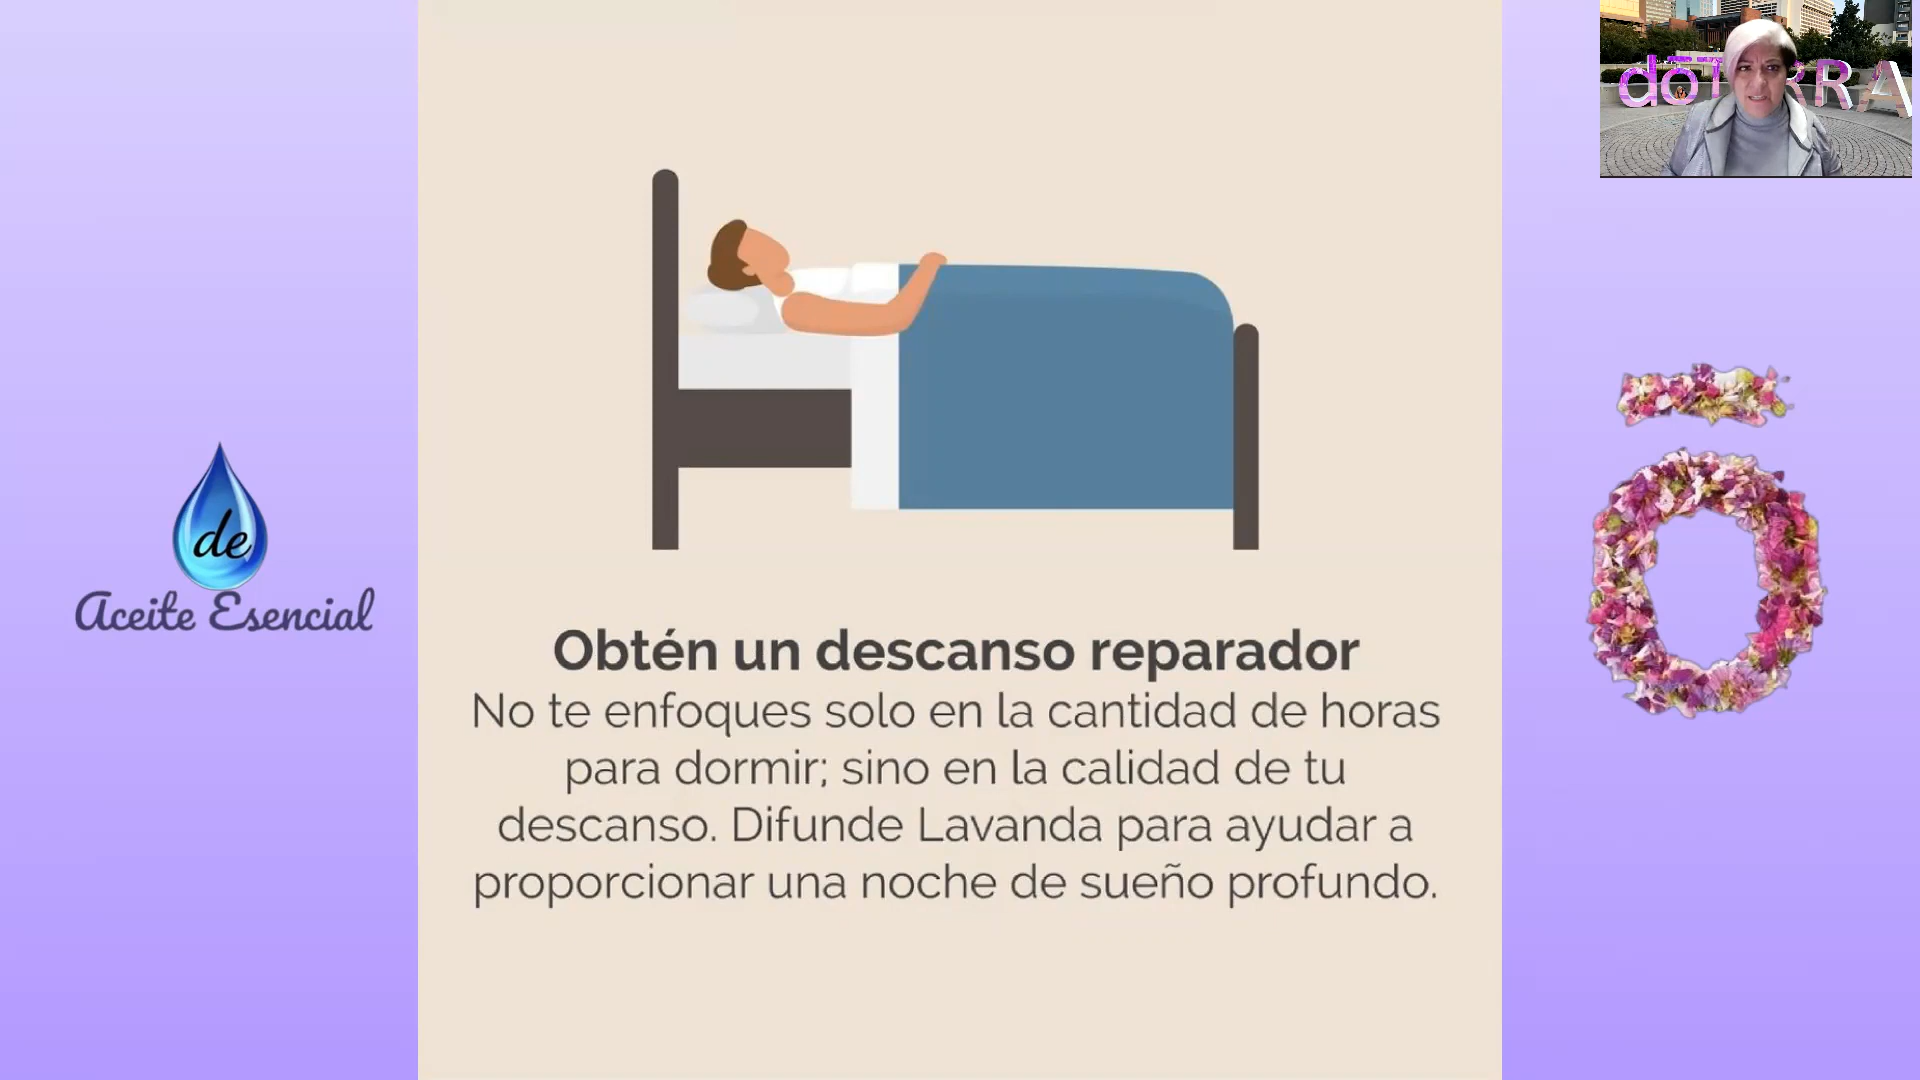 dōTERRA
de
Aceite Esencial
Ō
Obtén un descanso reparador
No te enfoques solo en la cantidad de horas
para dormir; sino en la calidad de tu
descanso. Difunde Lavanda para ayudar a
proporcionar una noche de sueño profundo.